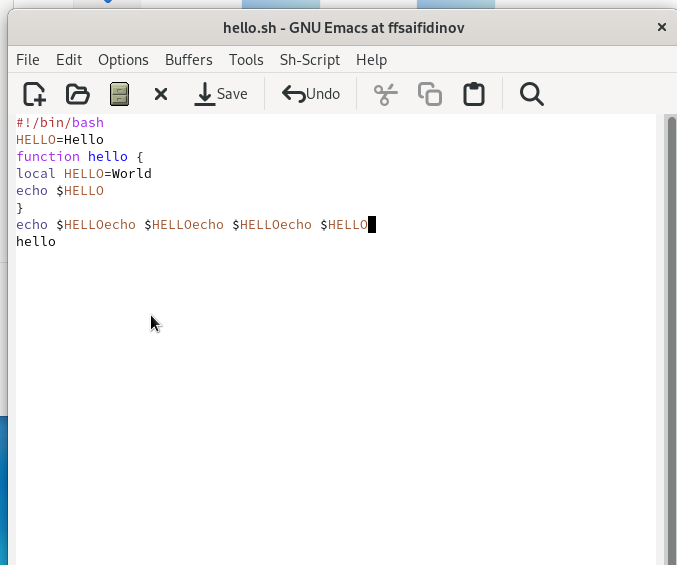 hello.sh - GNU Emacs at ffsaifidinov
File Edit Options Buffers Tools Sh-Script Help
Save Undo
#!/bin/bash
HELLO=Hello
function hello {
local HELLO=World
echo $HELLO
}
echo $HELLOecho $HELLOecho $HELLOecho $HELLO
hello